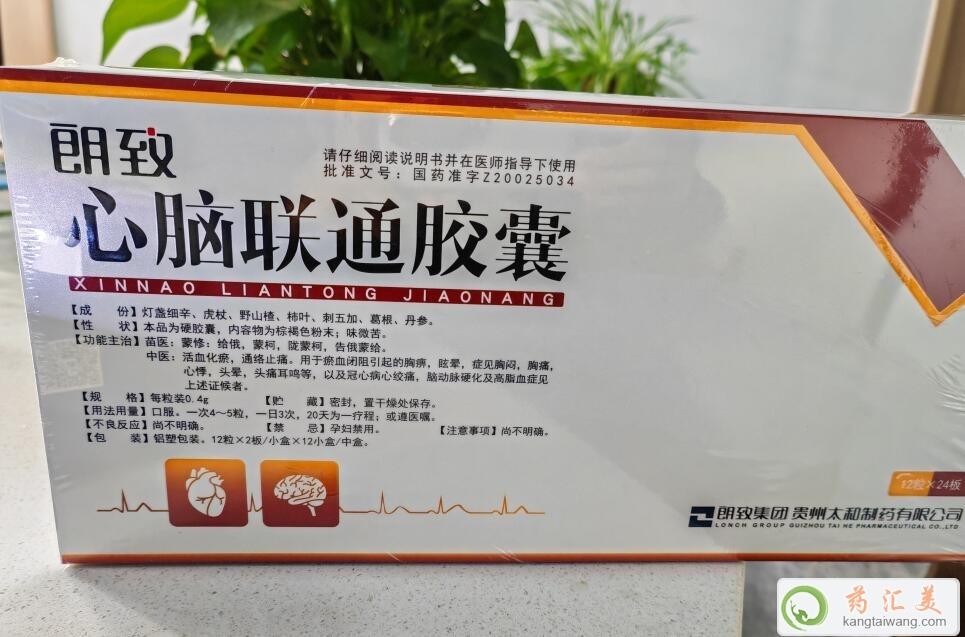 朗致
请仔细阅读说明书并在医师指导下使用
批准文号：国药准字Z20025034
心脑联通胶囊
XINNAO LIANTONG JIAONANG
【成 份】灯盏细辛、虎杖、野山楂、柿叶、刺五加、葛根、丹参。
【性 状】本品为硬胶囊，内容物为棕褐色粉末；味微苦。
【功能主治】苗医：蒙修：给俄，蒙柯，陇蒙柯，告俄蒙给。
中医：活血化瘀，通络止痛。用于瘀血闭阻引起的胸痹，眩晕，症见胸闷，胸痛，
心悸，头晕，头痛耳鸣等，以及冠心病心绞痛，脑动脉硬化及高脂血症见
上述证候者。
【规 格】每粒装0.4g 【贮 藏】密封，置干燥处保存。
【用法用量】口服。一次4～5粒，一日3次，20天为一疗程；或遵医嘱。
【不良反应】尚不明确。 【禁 忌】孕妇禁用。 【注意事项】尚不明确。
【包 装】铝塑包装。12粒×2板/小盒×12小盒/中盒。
12粒×24板
朗致集团 贵州太和制药有限公司
LONCH GROUP GUIZHOU TAI HE PHARMACEUTICAL CO.,LTD
药汇美
kangtaiwang.com